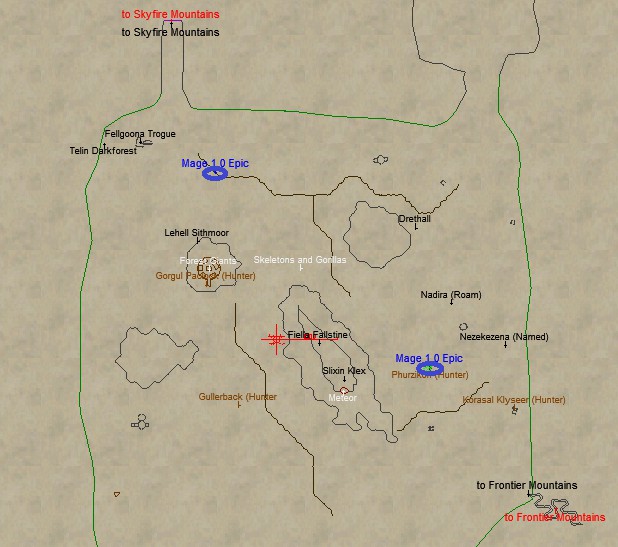 to Skyfire Mountains
to Skyfire Mountains
Fellgoona Trogue
Telin Darkforest
Mage 1.0 Epic
Drethall
Lehell Sithmoor
Forest Giants
Skeletons and Gorillas
Gorgul Paclock (Hunter)
Nadira (Roam)
Fiella Fallstine
Nezekezena (Named)
Mage 1.0 Epic
Slixin Klex
Phurzikon (Hunter)
Gullerback (Hunter
Meteor
Korasal Klyseer (Hunter)
to Frontier Mountains
to Frontier Mountains